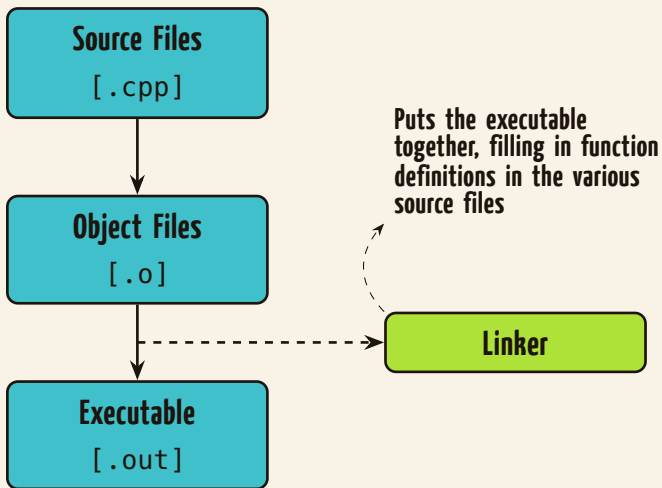 Source Files
[.cpp]
Puts the executable
together, filling in function
definitions in the various
source files
Object Files
[.o]
Linker
Executable
[.out]